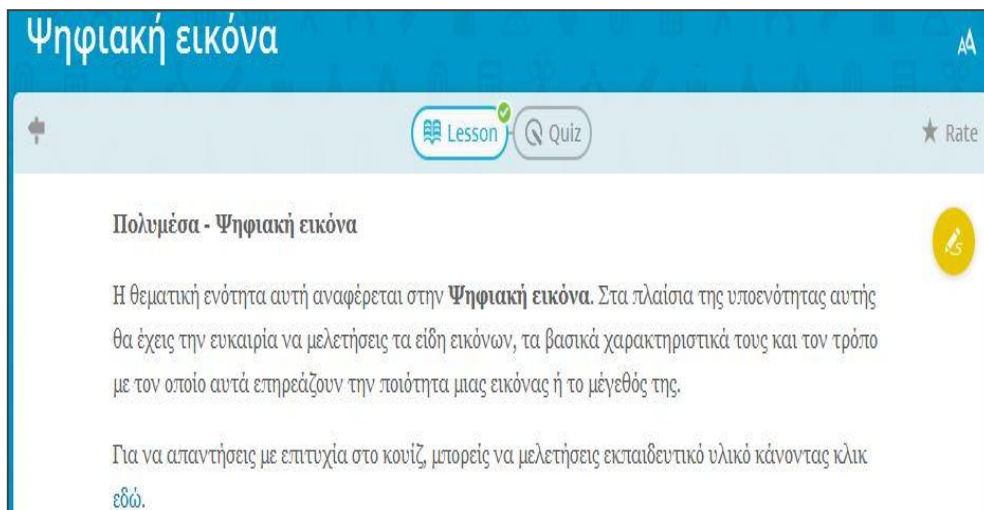 Ψηφιακή εικόνα
AA
Lesson
Quiz
Rate
Πολυμέσα - Ψηφιακή εικόνα
Η θεματική ενότητα αυτή αναφέρεται στην Ψηφιακή εικόνα. Στα πλαίσια της υποενότητας αυτής
θα έχεις την ευκαιρία να μελετήσεις τα είδη εικόνων, τα βασικά χαρακτηριστικά τους και τον τρόπο
με τον οποίο αυτά επηρεάζουν την ποιότητα μιας εικόνας ή το μέγεθός της.
Για να απαντήσεις με επιτυχία στο κουίζ, μπορείς να μελετήσεις εκπαιδευτικό υλικό κάνοντας κλικ
εδώ.